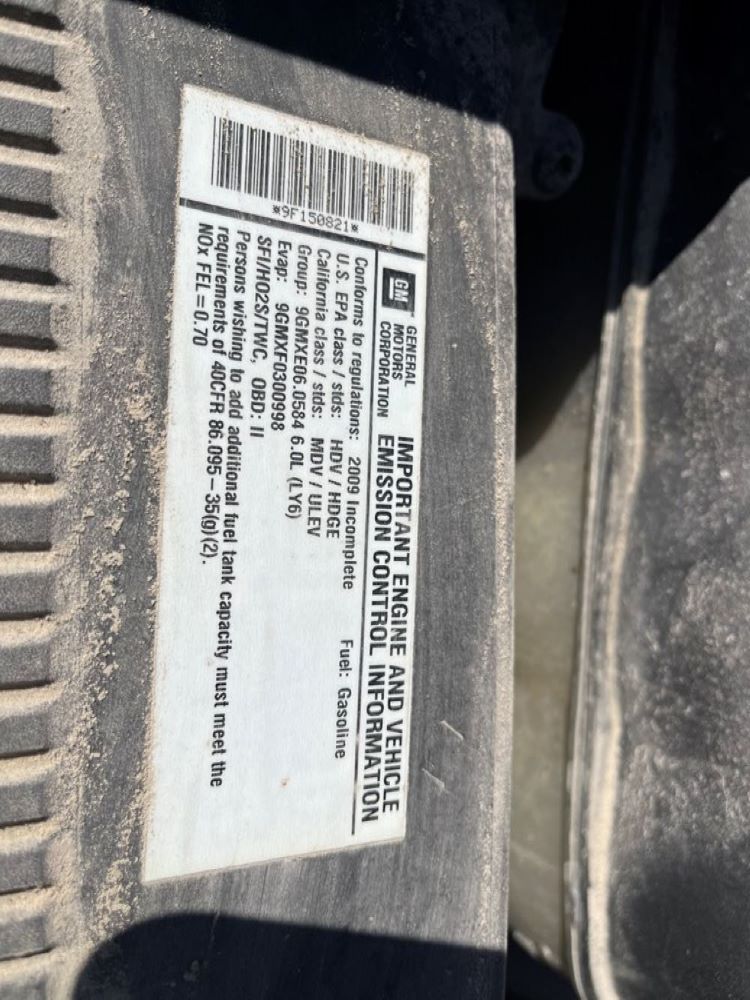 *9F150821*
GM
GENERAL
MOTORS
CORPORATION
IMPORTANT ENGINE AND VEHICLE
EMISSION CONTROL INFORMATION
Conforms to regulations: 2009 Incomplete Fuel: Gasoline
U.S. EPA class / stds: HDV / HDGE
California class / stds: MDV / ULEV
Group: 9GMXE06.0584 6.0L (LY6)
Evap: 9GMXF0300998
SFI/HO2S/TWC, OBD: II
Persons wishing to add additional fuel tank capacity must meet the
requirements of 40CFR 86.095-35(g)(2).
NOx FEL=0.70